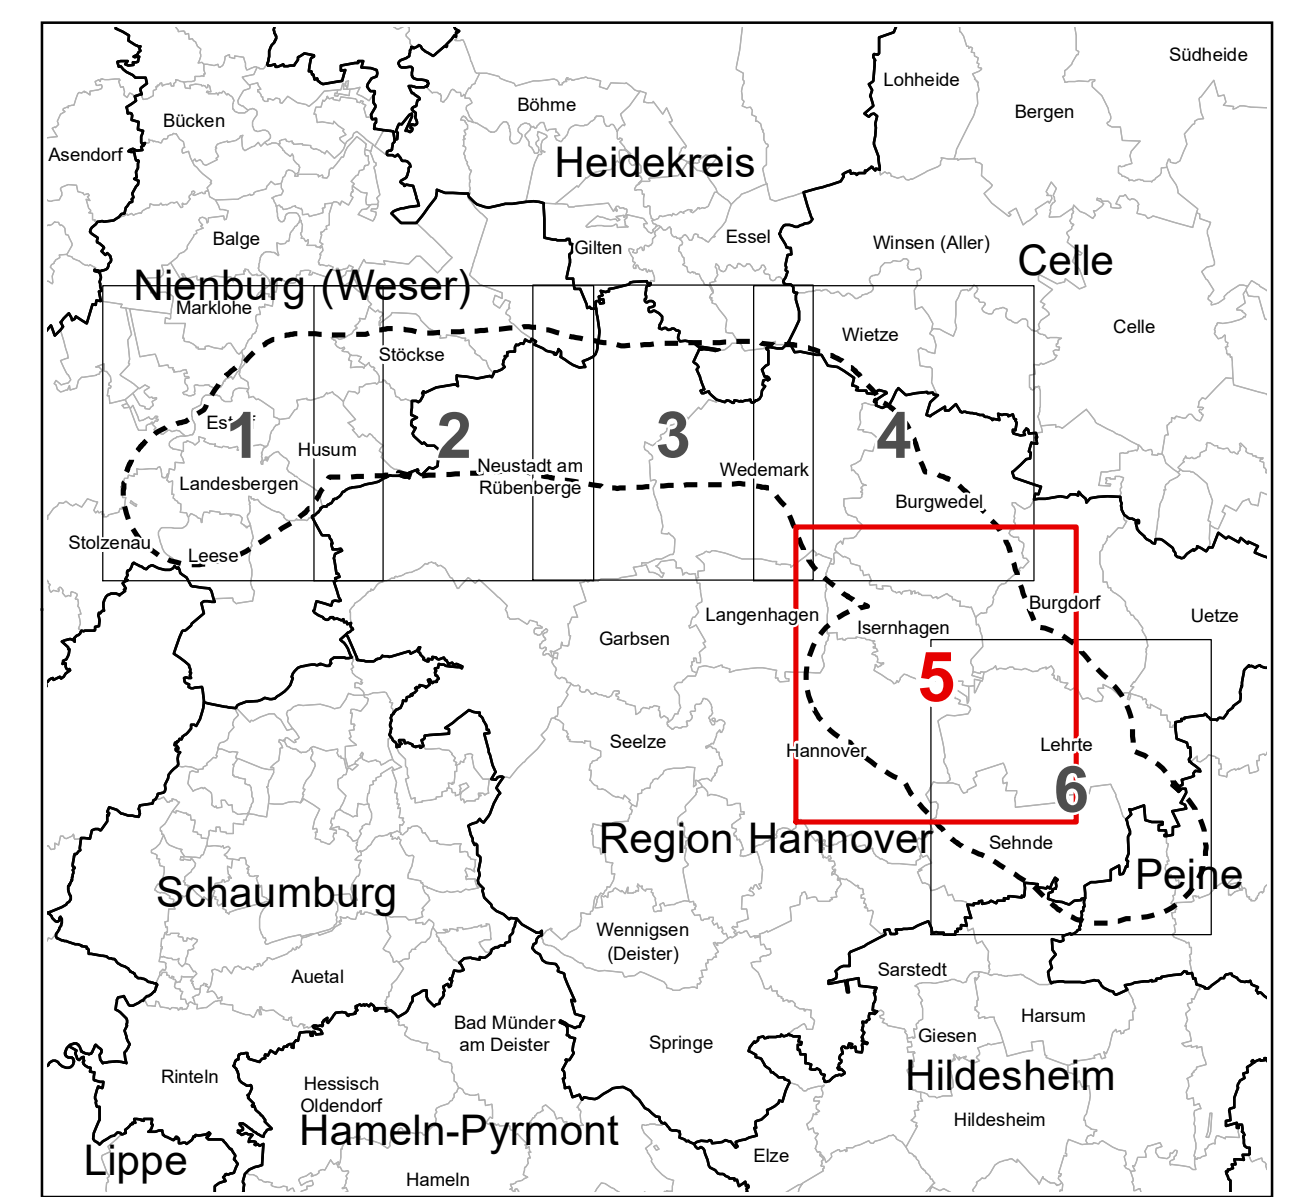 Südheide
Lohheide
Böhme
Bergen
Bücken
Asendorf
Heidekreis
Balge
Gilten
Essel
Winsen (Aller)
Celle
Nienburg (Weser)
Marklohe
Celle
Wietze
Stöckse
1
2
3
4
Husum
Neustadt am
Rübenberge
Wedemark
Landesbergen
Burgwedel
Stolzenau
Leese
Burgdorf
Langenhagen
Uetze
Isernhagen
Garbsen
5
Seelze
Hannover
Lehrte
6
Region Hannover
Sehnde
Peine
Schaumburg
Wennigsen
(Deister)
Sarstedt
Auetal
Harsum
Bad Münder
am Deister
Giesen
Springe
Rinteln
Hildesheim
Hessisch
Oldendorf
Hildesheim
Hameln-Pyrmont
Lippe
Elze
Hameln